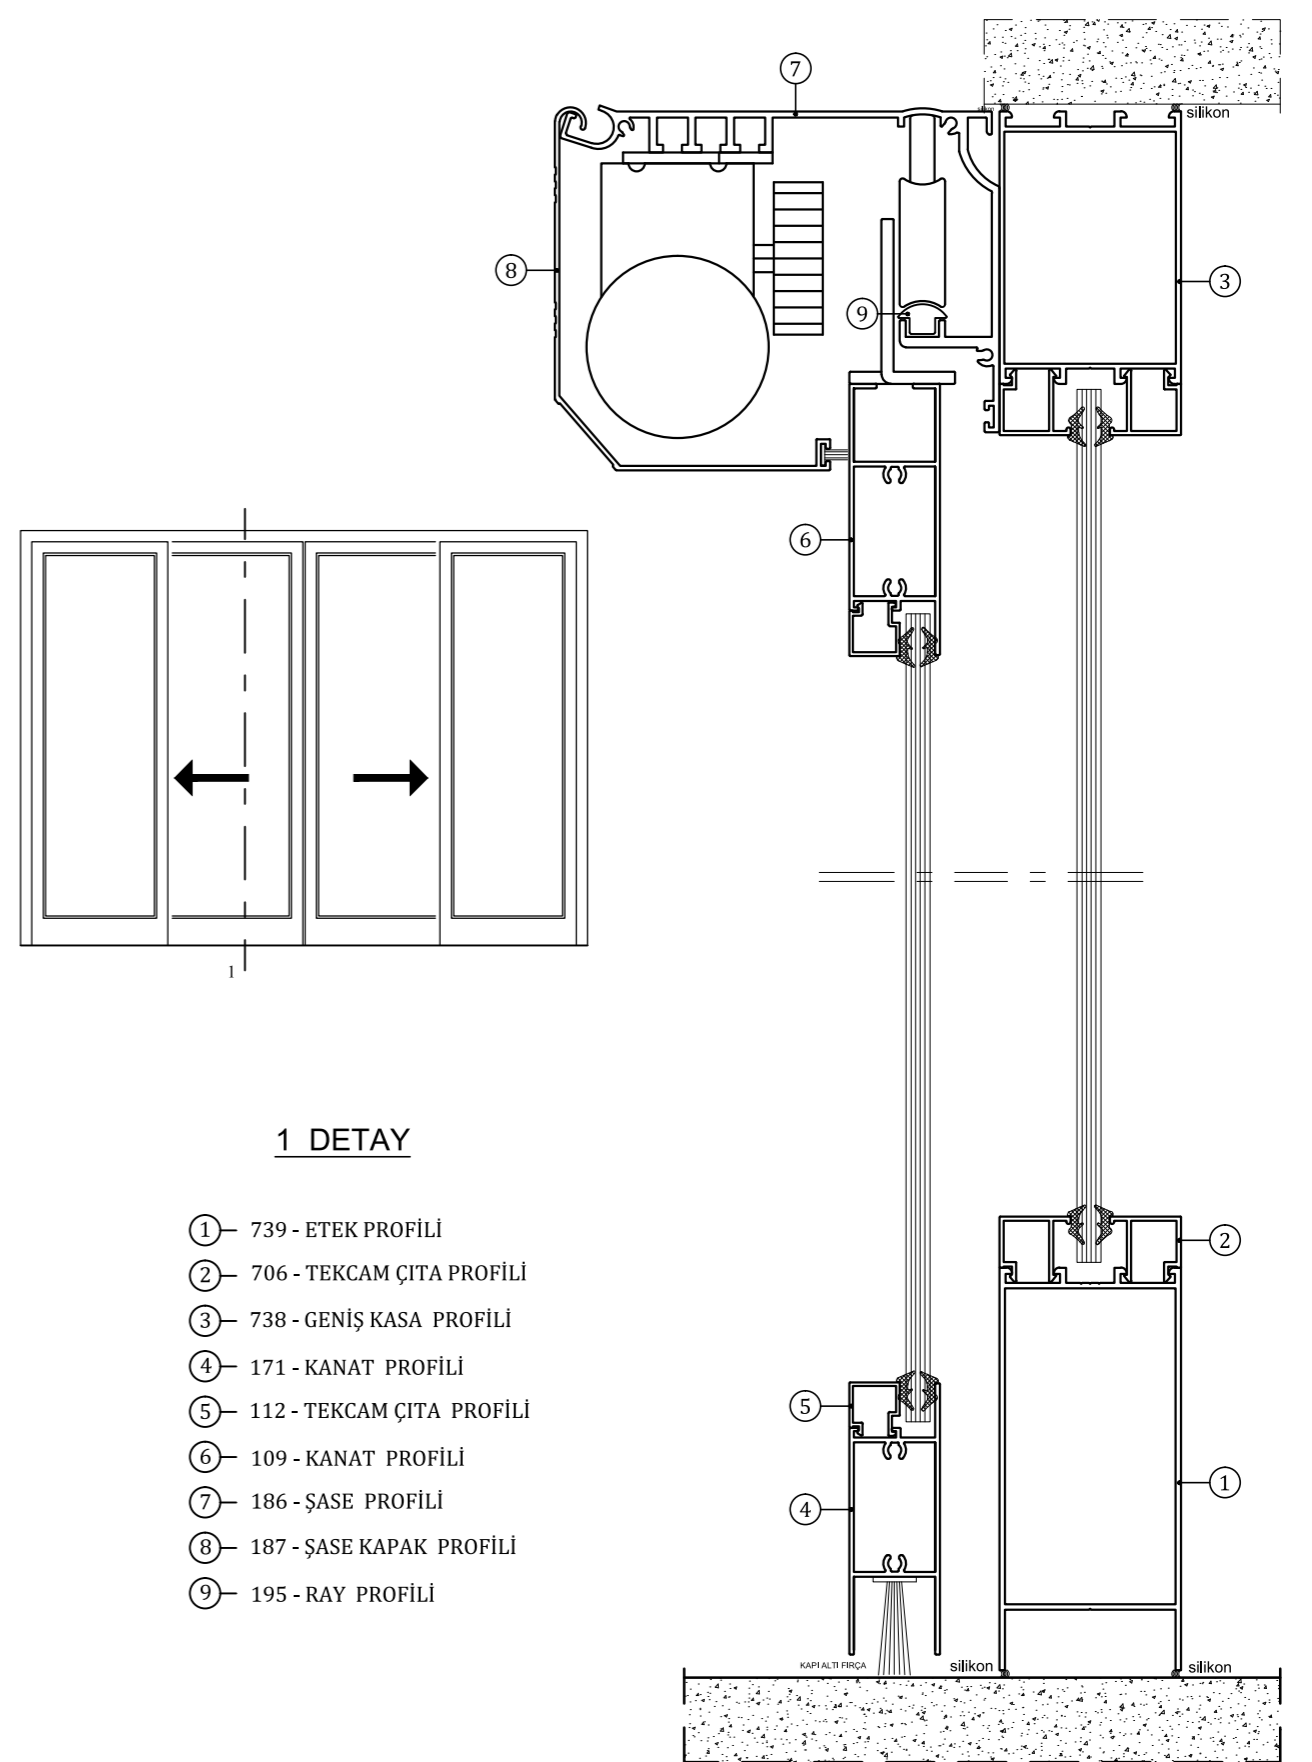 7
silikon
silikon
8
3
9
6
1
1 DETAY
1 739 - ETEK PROFİLİ
2 706 - TEKCAM ÇITA PROFİLİ
3 738 - GENİŞ KASA PROFİLİ
4 171 - KANAT PROFİLİ
5 112 - TEKCAM ÇITA PROFİLİ
6 109 - KANAT PROFİLİ
7 186 - ŞASE PROFİLİ
8 187 - ŞASE KAPAK PROFİLİ
9 195 - RAY PROFİLİ
2
5
1
4
KAPI ALTI FIRÇA
silikon
silikon